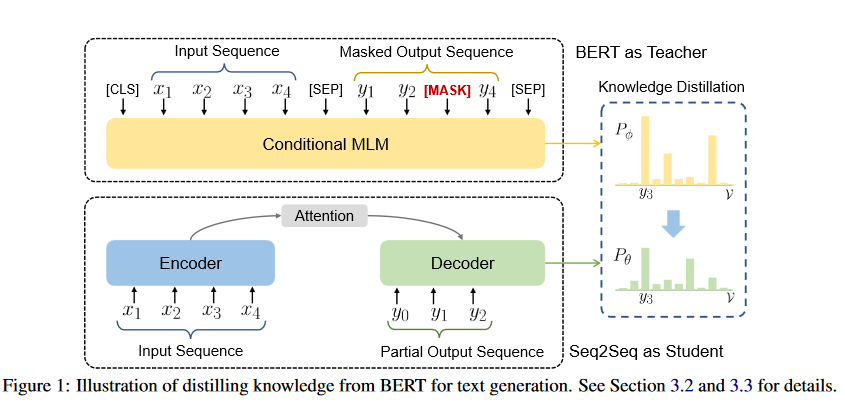 Input Sequence
Masked Output Sequence
BERT as Teacher
[CLS] x1 x2 x3 x4 [SEP] y1 y2 [MASK] y4 [SEP]
Conditional MLM
Knowledge Distillation
Pϕ
y3 𝒱
Attention
Encoder
Decoder
Pθ
y3 𝒱
x1 x2 x3 x4
y0 y1 y2
Input Sequence
Partial Output Sequence
Seq2Seq as Student
Figure 1: Illustration of distilling knowledge from BERT for text generation. See Section 3.2 and 3.3 for details.